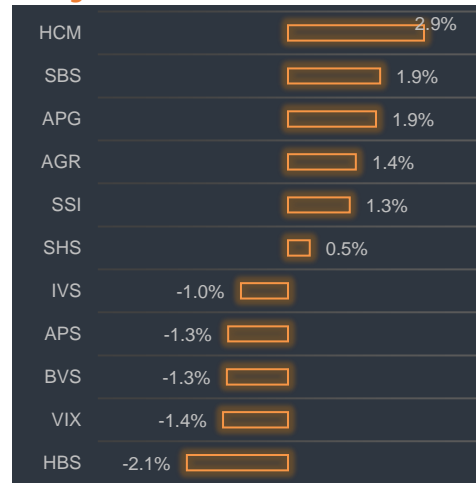 HCM 2.9%
SBS 1.9%
APG 1.9%
AGR 1.4%
SSI 1.3%
SHS 0.5%
IVS -1.0%
APS -1.3%
BVS -1.3%
VIX -1.4%
HBS -2.1%